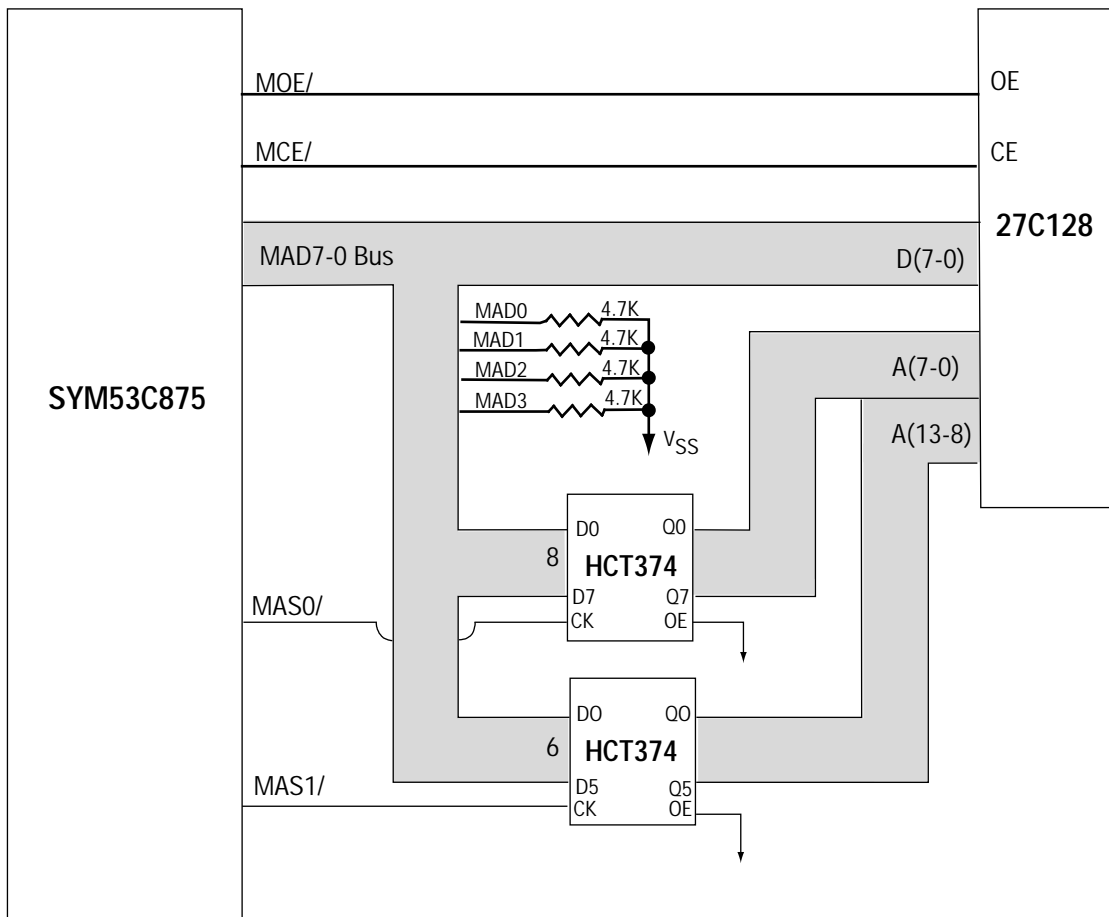 MOE/
OE
MCE/
CE
27C128
MAD7-0 Bus
D(7-0)
MAD0
4.7K
MAD1
4.7K
MAD2
4.7K
MAD3
4.7K
A(7-0)
SYM53C875
A(13-8)
VSS
D0
Q0
8
HCT374
D7
Q7
MAS0/
CK
OE
DO
QO
6
HCT374
D5
Q5
MAS1/
CK
OE